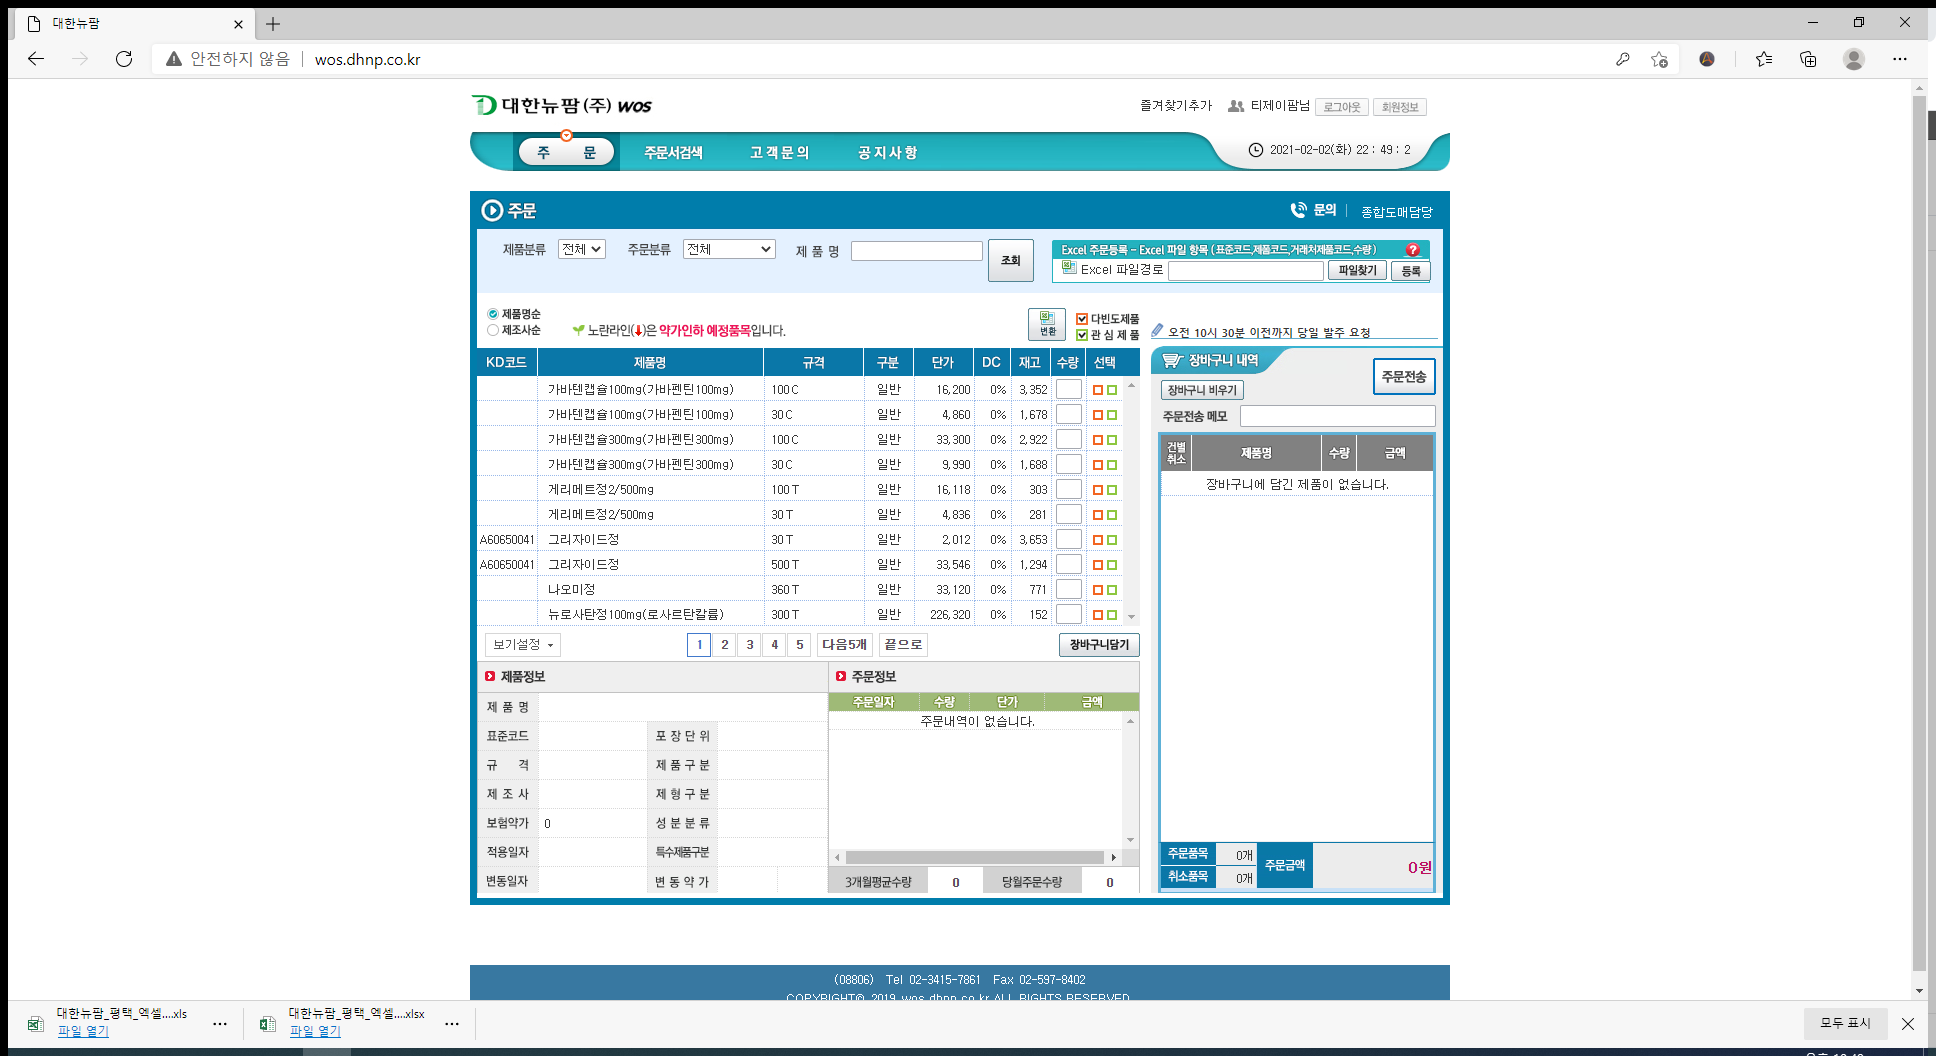 대한뉴팜
안전하지 않음 wos.dhnp.co.kr
대한뉴팜(주) WOS
즐겨찾기추가 티제이팜님 로그아웃 회원정보
주 문 주문서검색 고객문의 공지사항 2021-02-02(화) 22 : 49 : 2
주문 문의 종합도매담당
제품분류 전체 주문분류 전체 제 품 명 조회
Excel 주문등록 - Excel 파일 항목 (표준코드,제품코드,거래처제품코드,수량)
Excel 파일경로 파일찾기 등록
제품명순
제조사순
노란라인(↓)은 약가인하 예정품목입니다.
변환
다빈도제품
관 심 제 품
오전 10시 30분 이전까지 당일 발주 요청
KD코드 제품명 규격 구분 단가 DC 재고 수량 선택
가바텐캡슐100mg(가바펜틴100mg) 100 C 일반 16,200 0% 3,352
가바텐캡슐100mg(가바펜틴100mg) 30 C 일반 4,860 0% 1,678
가바텐캡슐300mg(가바펜틴300mg) 100 C 일반 33,300 0% 2,922
가바텐캡슐300mg(가바펜틴300mg) 30 C 일반 9,990 0% 1,688
게리메트정2/500mg 100 T 일반 16,118 0% 303
게리메트정2/500mg 30 T 일반 4,836 0% 281
A60650041 그리자이드정 30 T 일반 2,012 0% 3,653
A60650041 그리자이드정 500 T 일반 33,546 0% 1,294
나오미정 360 T 일반 33,120 0% 771
뉴로사탄정100mg(로사르탄칼륨) 300 T 일반 226,320 0% 152
보기설정 1 2 3 4 5 다음5개 끝으로 장바구니담기
장바구니 내역
주문전송
장바구니 비우기
주문전송 메모
건별취소 제품명 수량 금액
장바구니에 담긴 제품이 없습니다.
주문품목 0개
취소품목 0개
주문금액 0원
제품정보
제 품 명
표준코드 포 장 단 위
규 격 제 품 구 분
제 조 사 제 형 구 분
보험약가 0 성 분 분 류
적용일자 특수제품구분
변동일자 변 동 약 가
주문정보
주문일자 수량 단가 금액
주문내역이 없습니다.
3개월평균수량 0 당월주문수량 0
(08806) Tel 02-3415-7861 Fax 02-597-8402
COPYRIGHT© 2019 wos.dhnp.co.kr ALL RIGHTS RESERVED
대한뉴팜_평택_엑셀....xls
파일 열기
대한뉴팜_평택_엑셀....xlsx
파일 열기
모두 표시